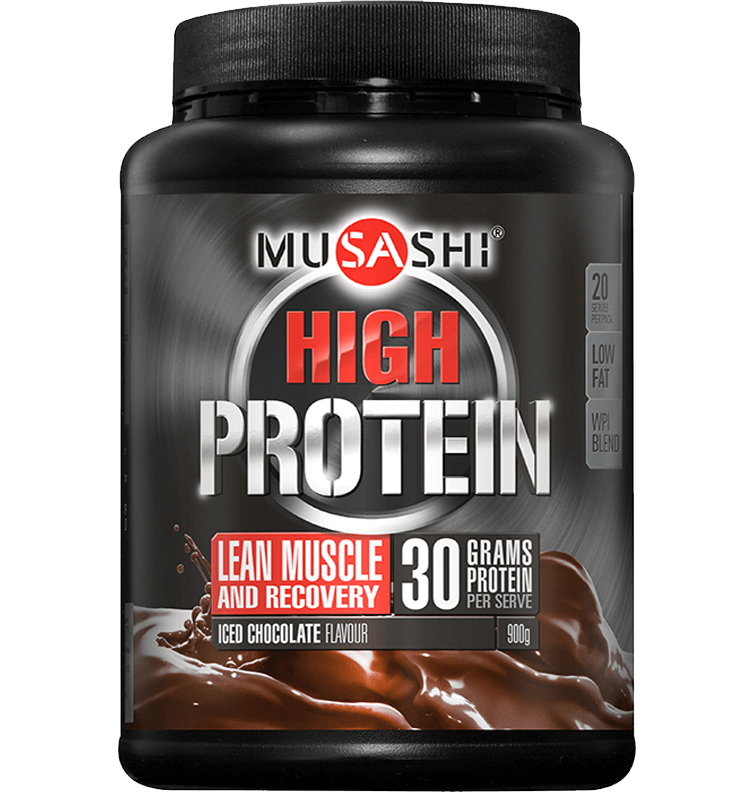 MUSASHI®
HIGH
PROTEIN
20
SERVES
PER PACK
LOW
FAT
WPI
BLEND
LEAN MUSCLE
AND RECOVERY
30
GRAMS
PROTEIN
PER SERVE
ICED CHOCOLATE FLAVOUR
900g